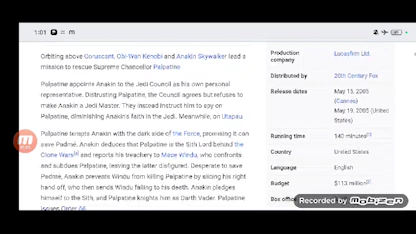 1:01
Orbiting above Coruscant, Obi-Wan Kenobi and Anakin Skywalker lead a
mission to rescue Supreme Chancellor Palpatine
Palpatine appoints Anakin to the Jedi Council as his own personal
representative. Distrusting Palpatine, the Council agrees but refuses to
make Anakin a Jedi Master. They instead instruct him to spy on
Palpatine, diminishing Anakin's faith in the Jedi. Meanwhile, on Utapau
Palpatine tempts Anakin with the dark side of the Force, promising it can
save Padmé. Anakin deduces that Palpatine is the Sith Lord behind the
Clone Wars and reports his treachery to Mace Windu, who confronts
and subdues Palpatine, leaving the latter disfigured. Desperate to save
Padme, Anakin prevents Windu from killing Palpatine by slicing his right
hand off, who then sends Windu falling to his death. Anakin pledges
himself to the Sith, and Palpatine knights him as Darth Vader. Palpatine
issues Order
Production
company
Lucasfilm Ltd.
Distributed by
20th Century Fox
Release dates
May 15, 2005
(Cannes)
May 19, 2005 (United
States)
Running time
140 minutes
Country
United States
Language
English
Budget
$113 million
Box office
Recorded by mobizen